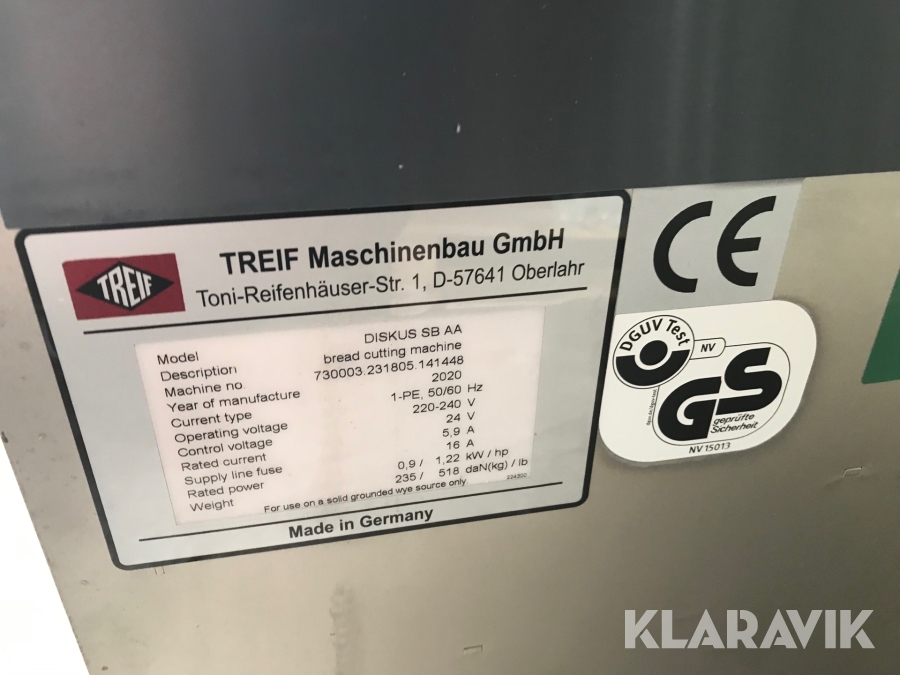 TREIF
TREIF Maschinenbau GmbH
Toni-Reifenhäuser-Str. 1, D-57641 Oberlahr
Model DISKUS SB AA
Description bread cutting machine
Machine no 730003.231805.141448
Year of manufacture 2020
Current type 1-PE, 50/60 Hz
Operating voltage 220-240 V
Control voltage 24 V
Rated current 5,9 A
Supply line fuse 16 A
Rated power 0,9 / 1,22 kW / hp
Weight 235 / 518 daN(kg) / lb
For use on a solid grounded wye source only
Made in Germany
CE
DGUV Test
NV
GS
geprüfte
Sicherheit
NV 15013
KLARAVIK